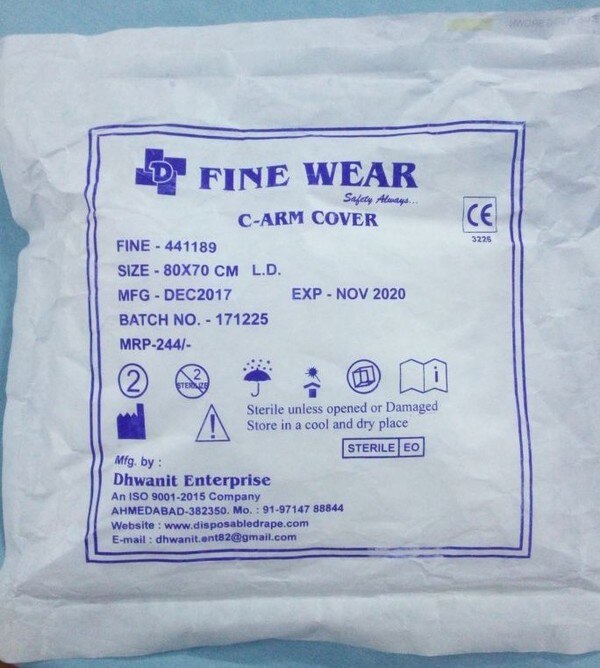 D
FINE WEAR
Safety Always...
C-ARM COVER
CE
3226
FINE - 441189
SIZE - 80X70 CM L.D.
MFG - DEC2017 EXP - NOV 2020
BATCH NO. - 171225
MRP-244/-
2
2
STERILIZE
i
Sterile unless opened or Damaged
Store in a cool and dry place
STERILE EO
Mfg. by :
Dhwanit Enterprise
An ISO 9001-2015 Company
AHMEDABAD-382350. Mo. : 91-97147 88844
Website : www.disposabledrape.com
E-mail : dhwanit.ent82@gmail.com